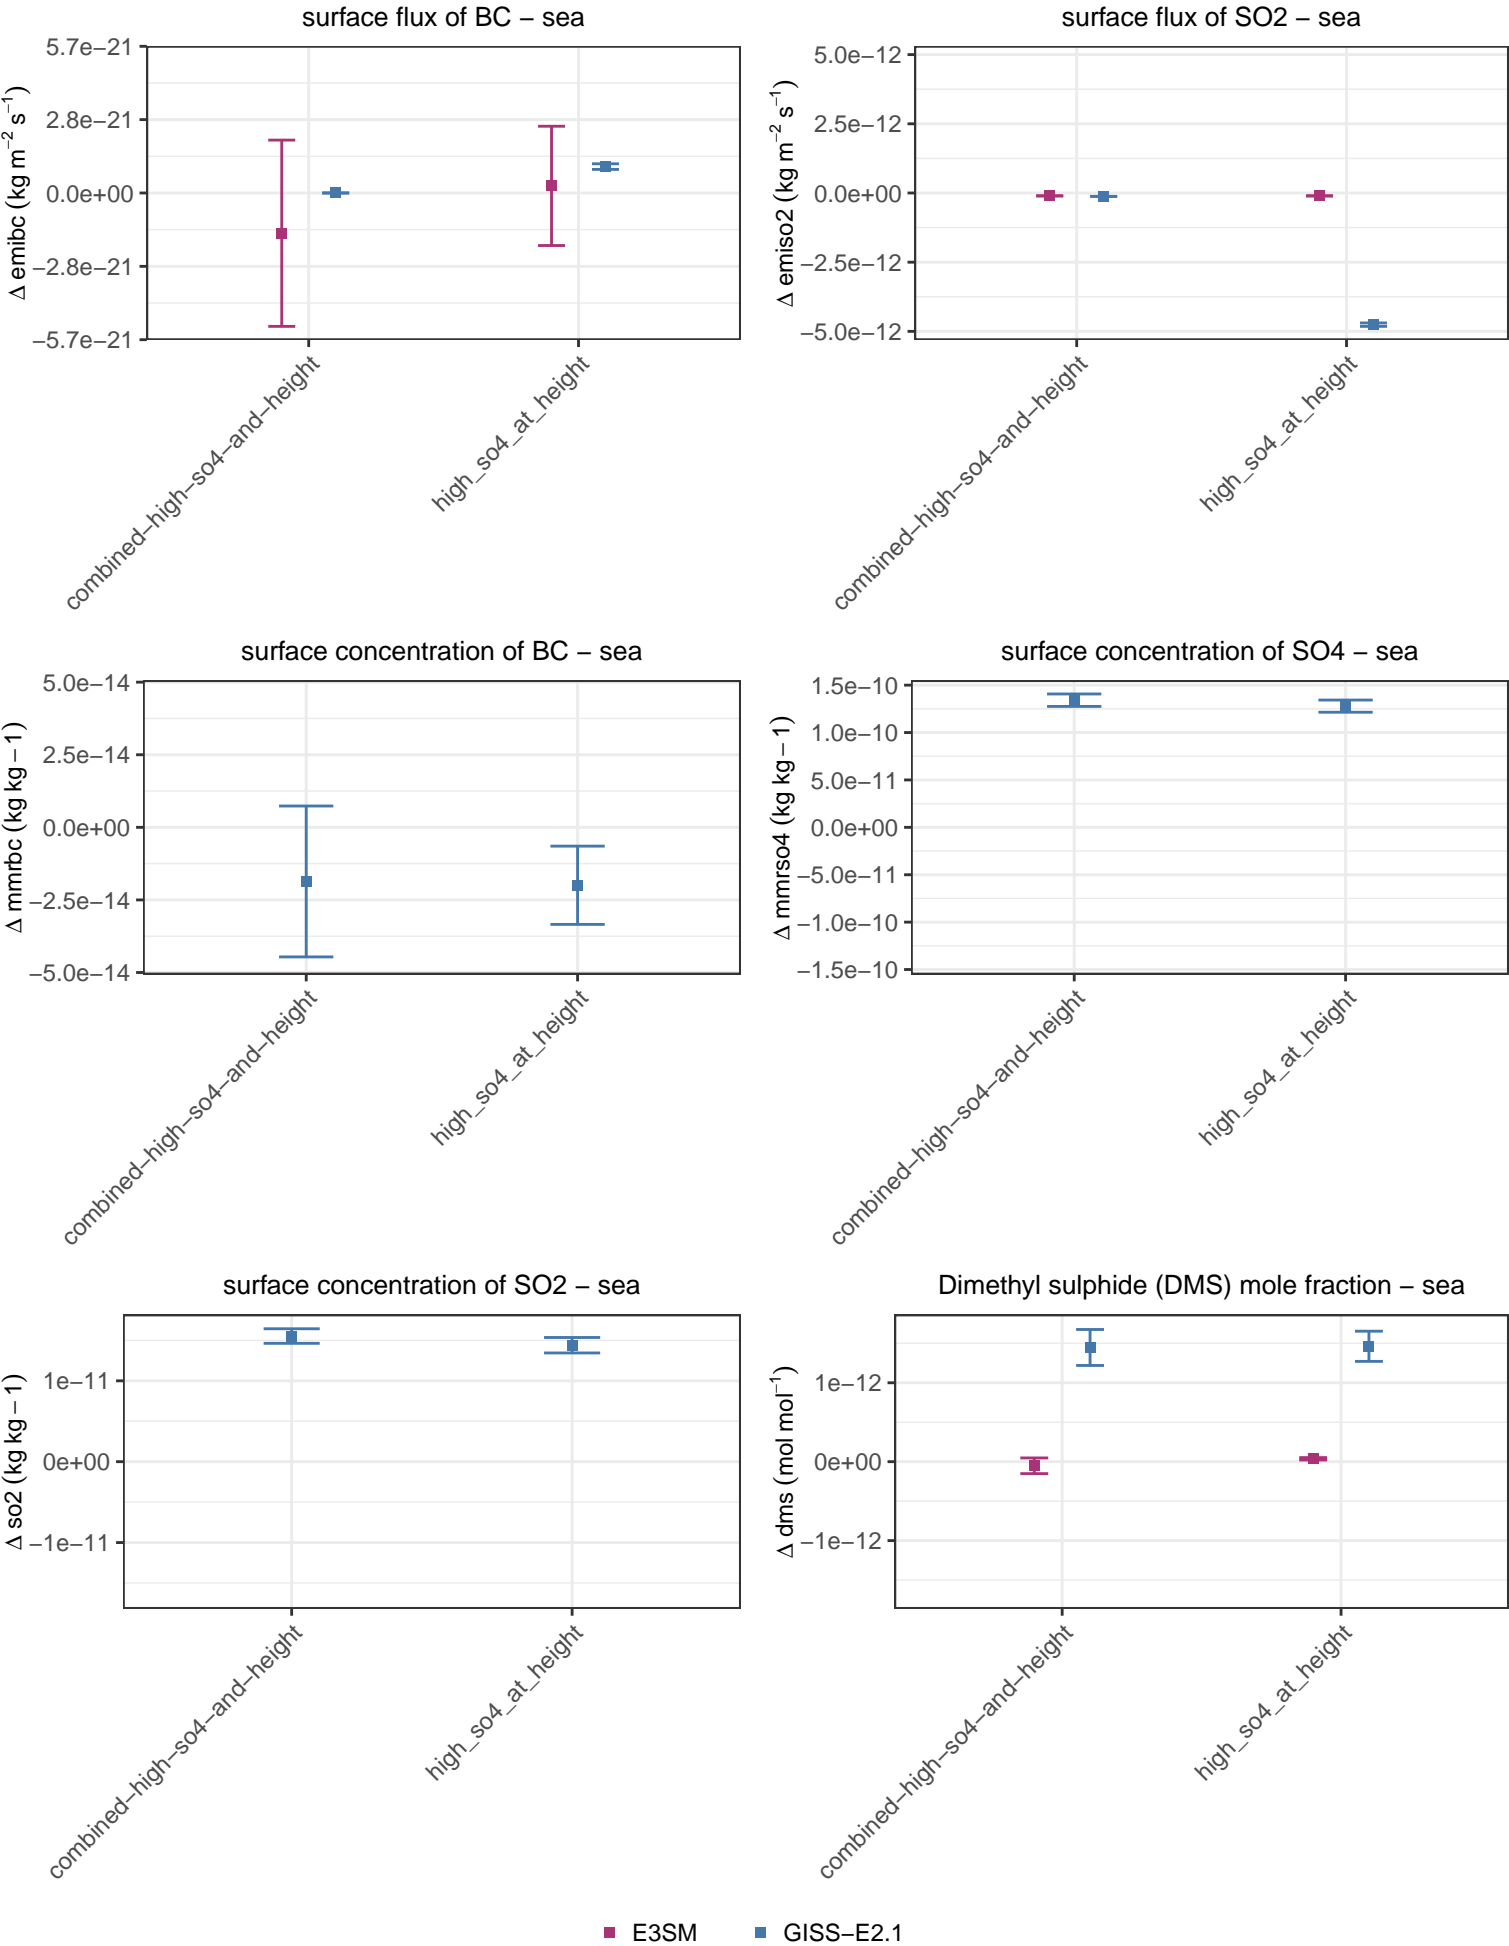 surface flux of BC − sea
Δ emibc (kg m−2 s−1)
5.7e−21
2.8e−21
0.0e+00
−2.8e−21
−5.7e−21
combined−high−so4−and−height
high_so4_at_height
surface flux of SO2 − sea
Δ emiso2 (kg m−2 s−1)
5.0e−12
2.5e−12
0.0e+00
−2.5e−12
−5.0e−12
combined−high−so4−and−height
high_so4_at_height
surface concentration of BC − sea
Δ mmrbc (kg kg − 1)
5.0e−14
2.5e−14
0.0e+00
−2.5e−14
−5.0e−14
combined−high−so4−and−height
high_so4_at_height
surface concentration of SO4 − sea
Δ mmrso4 (kg kg − 1)
1.5e−10
1.0e−10
5.0e−11
0.0e+00
−5.0e−11
−1.0e−10
−1.5e−10
combined−high−so4−and−height
high_so4_at_height
surface concentration of SO2 − sea
Δ so2 (kg kg − 1)
1e−11
0e+00
−1e−11
combined−high−so4−and−height
high_so4_at_height
Dimethyl sulphide (DMS) mole fraction − sea
Δ dms (mol mol−1)
1e−12
0e+00
−1e−12
combined−high−so4−and−height
high_so4_at_height
E3SM
GISS−E2.1